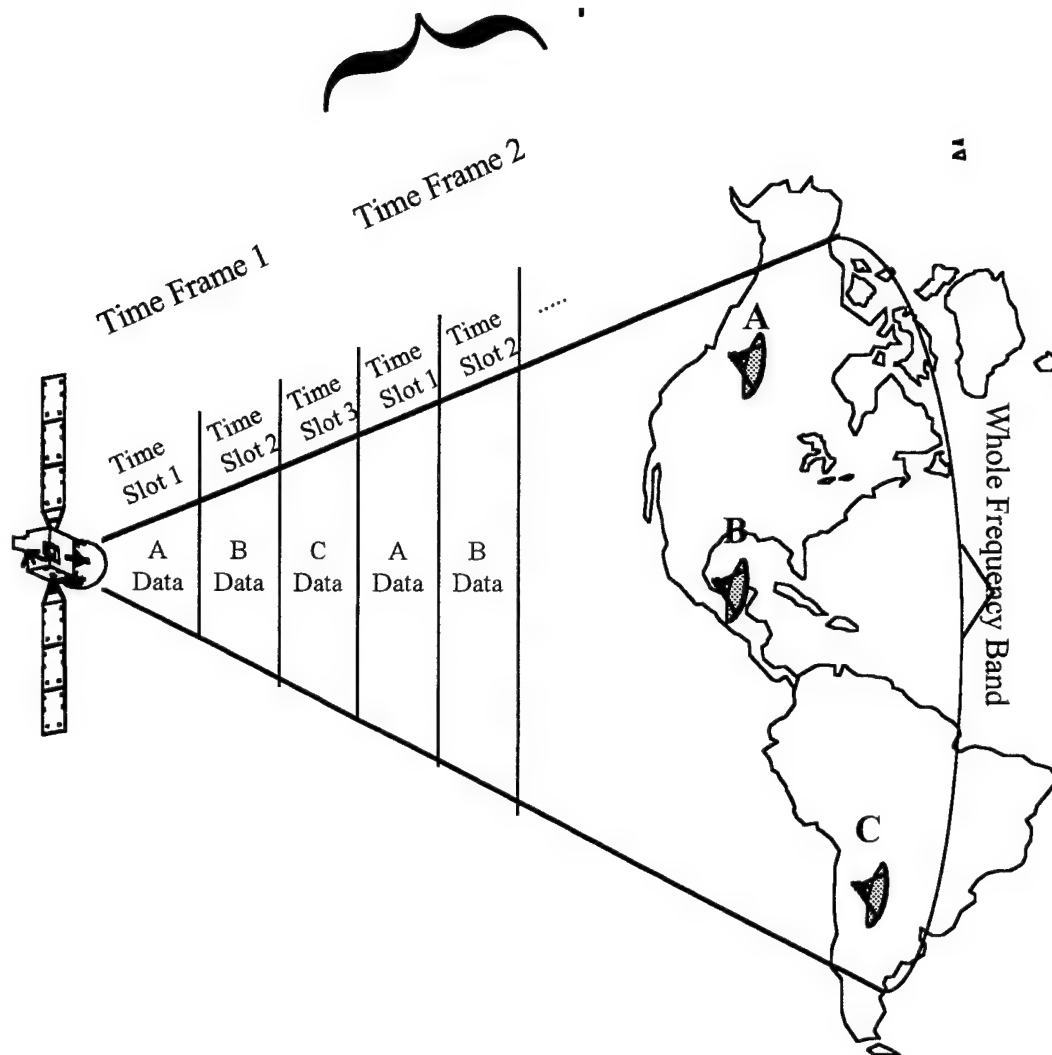 Time Frame 1
Time Frame 2
Time
Slot 1
Time
Slot 2
Time
Slot 3
Time
Slot 1
Time
Slot 2
.....
A
Data
B
Data
C
Data
A
Data
B
Data
A
B
C
Whole Frequency Band